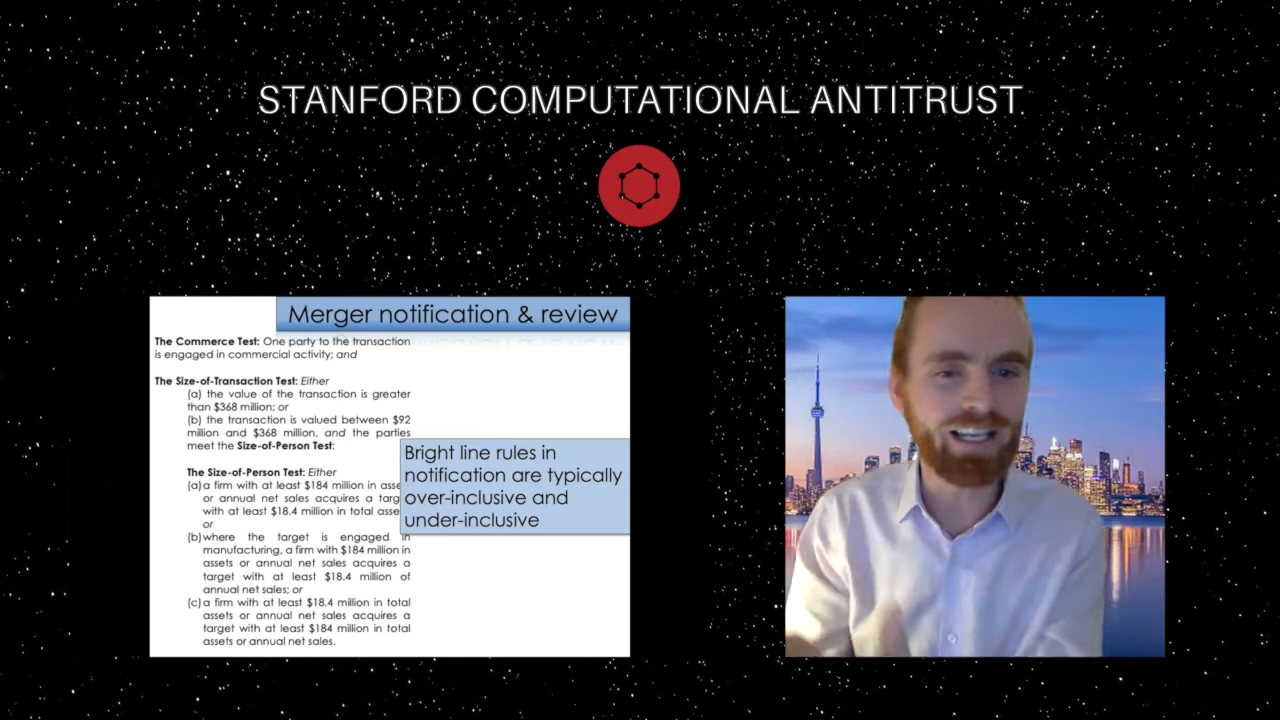 STANFORD COMPUTATIONAL ANTITRUST
Merger notification & review
The Commerce Test: One party to the transaction
is engaged in commercial activity; and
The Size-of-Transaction Test: Either
(a) the value of the transaction is greater
than $368 million; or
(b) the transaction is valued between $92
million and $368 million, and the parties
meet the Size-of-Person Test:
The Size-of-Person Test: Either
(a) a firm with at least $184 million in asse
or annual net sales acquires a targ
with at least $18.4 million in total asse
or
(b) where the target is engaged in
manufacturing, a firm with $184 million in
assets or annual net sales acquires a
target with at least $18.4 million of
annual net sales; or
(c) a firm with at least $18.4 million in total
assets or annual net sales acquires a
target with at least $184 million in total
assets or annual net sales.
Bright line rules in
notification are typically
over-inclusive and
under-inclusive